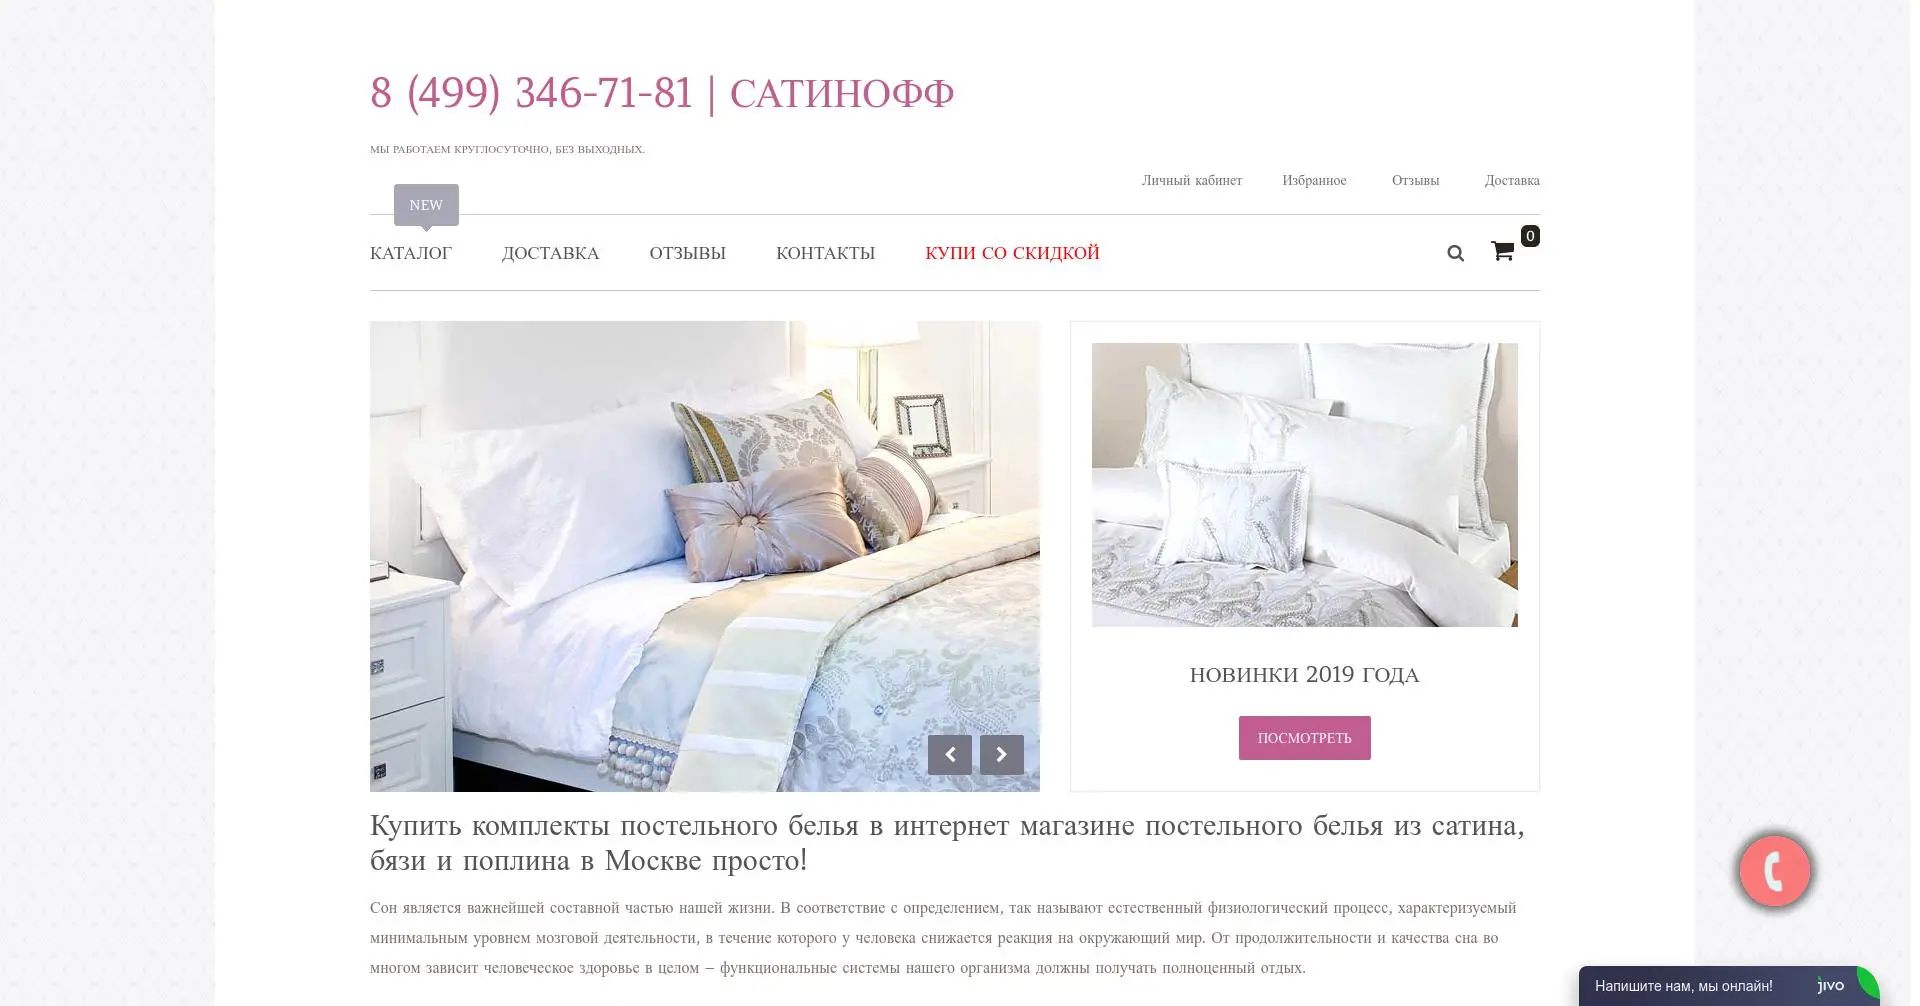 8 (499) 346-71-81 | САТИНОФФ
МЫ РАБОТАЕМ КРУГЛОСУТОЧНО, БЕЗ ВЫХОДНЫХ.
Личный кабинет Избранное Отзывы Доставка
NEW
КАТАЛОГ ДОСТАВКА ОТЗЫВЫ КОНТАКТЫ КУПИ СО СКИДКОЙ 0
НОВИНКИ 2019 ГОДА
ПОСМОТРЕТЬ
Купить комплекты постельного белья в интернет магазине постельного белья из сатина,
бязи и поплина в Москве просто!
Сон является важнейшей составной частью нашей жизни. В соответствие с определением, так называют естественный физиологический процесс, характеризуемый
минимальным уровнем мозговой деятельности, в течение которого у человека снижается реакция на окружающий мир. От продолжительности и качества сна во
многом зависит человеческое здоровье в целом – функциональные системы нашего организма должны получать полноценный отдых.
Напишите нам, мы онлайн! jivo